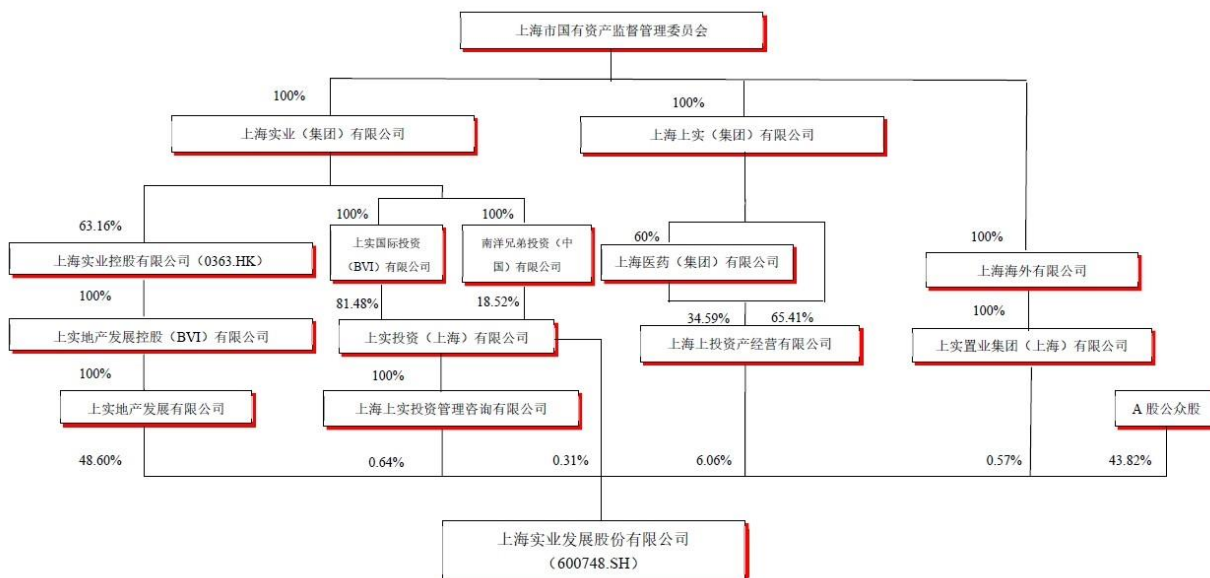 上海市国有资产监督管理委员会
100%
100%
上海实业（集团）有限公司
上海上实（集团）有限公司
63.16%
100%
100%
60%
100%
上海实业控股有限公司（0363.HK）
上实国际投资
（BVI）有限公司
南洋兄弟投资（中
国）有限公司
上海医药（集团）有限公司
上海海外有限公司
100%
81.48%
18.52%
34.59%
65.41%
100%
上实地产发展控股（BVI）有限公司
上实投资（上海）有限公司
上海上投资产经营有限公司
上实置业集团（上海）有限公司
100%
100%
上实地产发展有限公司
上海上实投资管理咨询有限公司
A 股公众股
48.60%
0.64%
0.31%
6.06%
0.57%
43.82%
上海实业发展股份有限公司
（600748.SH）